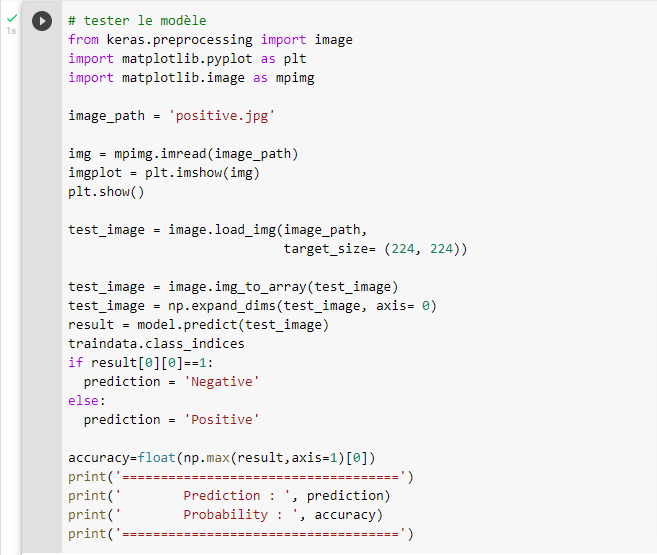 1s
# tester le modèle
from keras.preprocessing import image
import matplotlib.pyplot as plt
import matplotlib.image as mpimg
image_path = 'positive.jpg'
img = mpimg.imread(image_path)
imgplot = plt.imshow(img)
plt.show()
test_image = image.load_img(image_path,
target_size= (224, 224))
test_image = image.img_to_array(test_image)
test_image = np.expand_dims(test_image, axis= 0)
result = model.predict(test_image)
traindata.class_indices
if result[0][0]==1:
  prediction = 'Negative'
else:
  prediction = 'Positive'
accuracy=float(np.max(result,axis=1)[0])
print('====================================')
print('        Prediction : ', prediction)
print('        Probability : ', accuracy)
print('====================================')